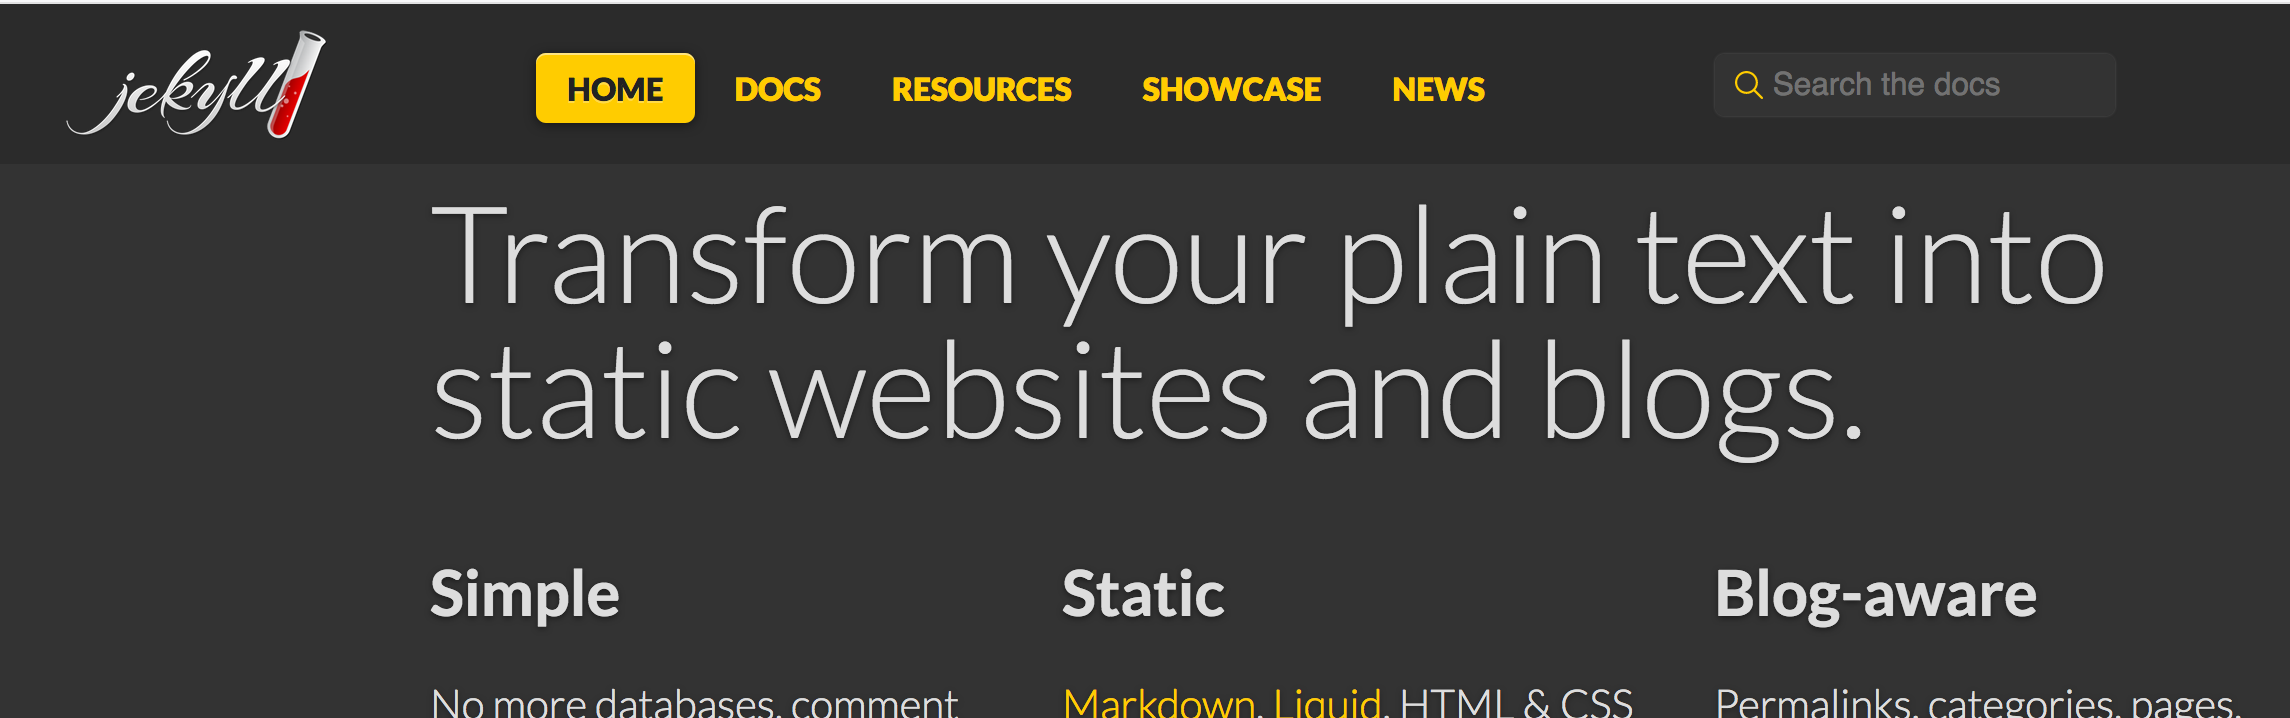 jekyll
HOME DOCS RESOURCES SHOWCASE NEWS Search the docs
Transform your plain text into
static websites and blogs.
Simple Static Blog-aware
No more databases, comment Markdown, Liquid, HTML & CSS Permalinks, categories, pages,